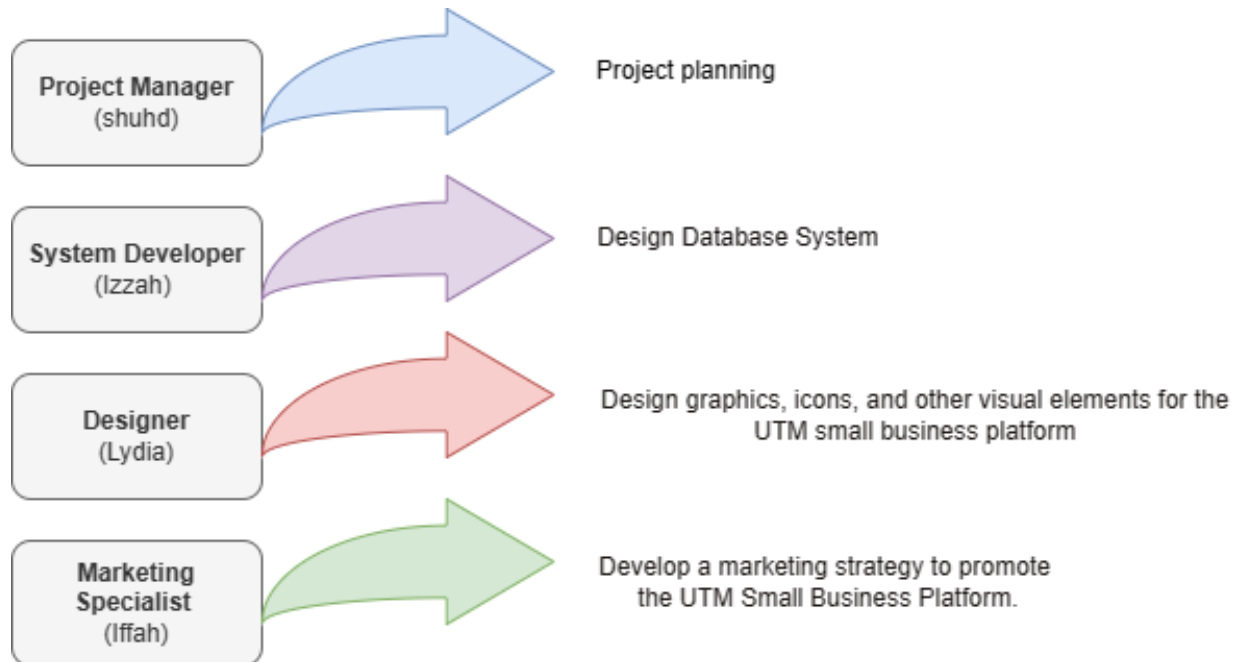 Project Manager
(shuhd)
Project planning
System Developer
(Izzah)
Design Database System
Designer
(Lydia)
Design graphics, icons, and other visual elements for the
UTM small business platform
Marketing
Specialist
(Iffah)
Develop a marketing strategy to promote
the UTM Small Business Platform.